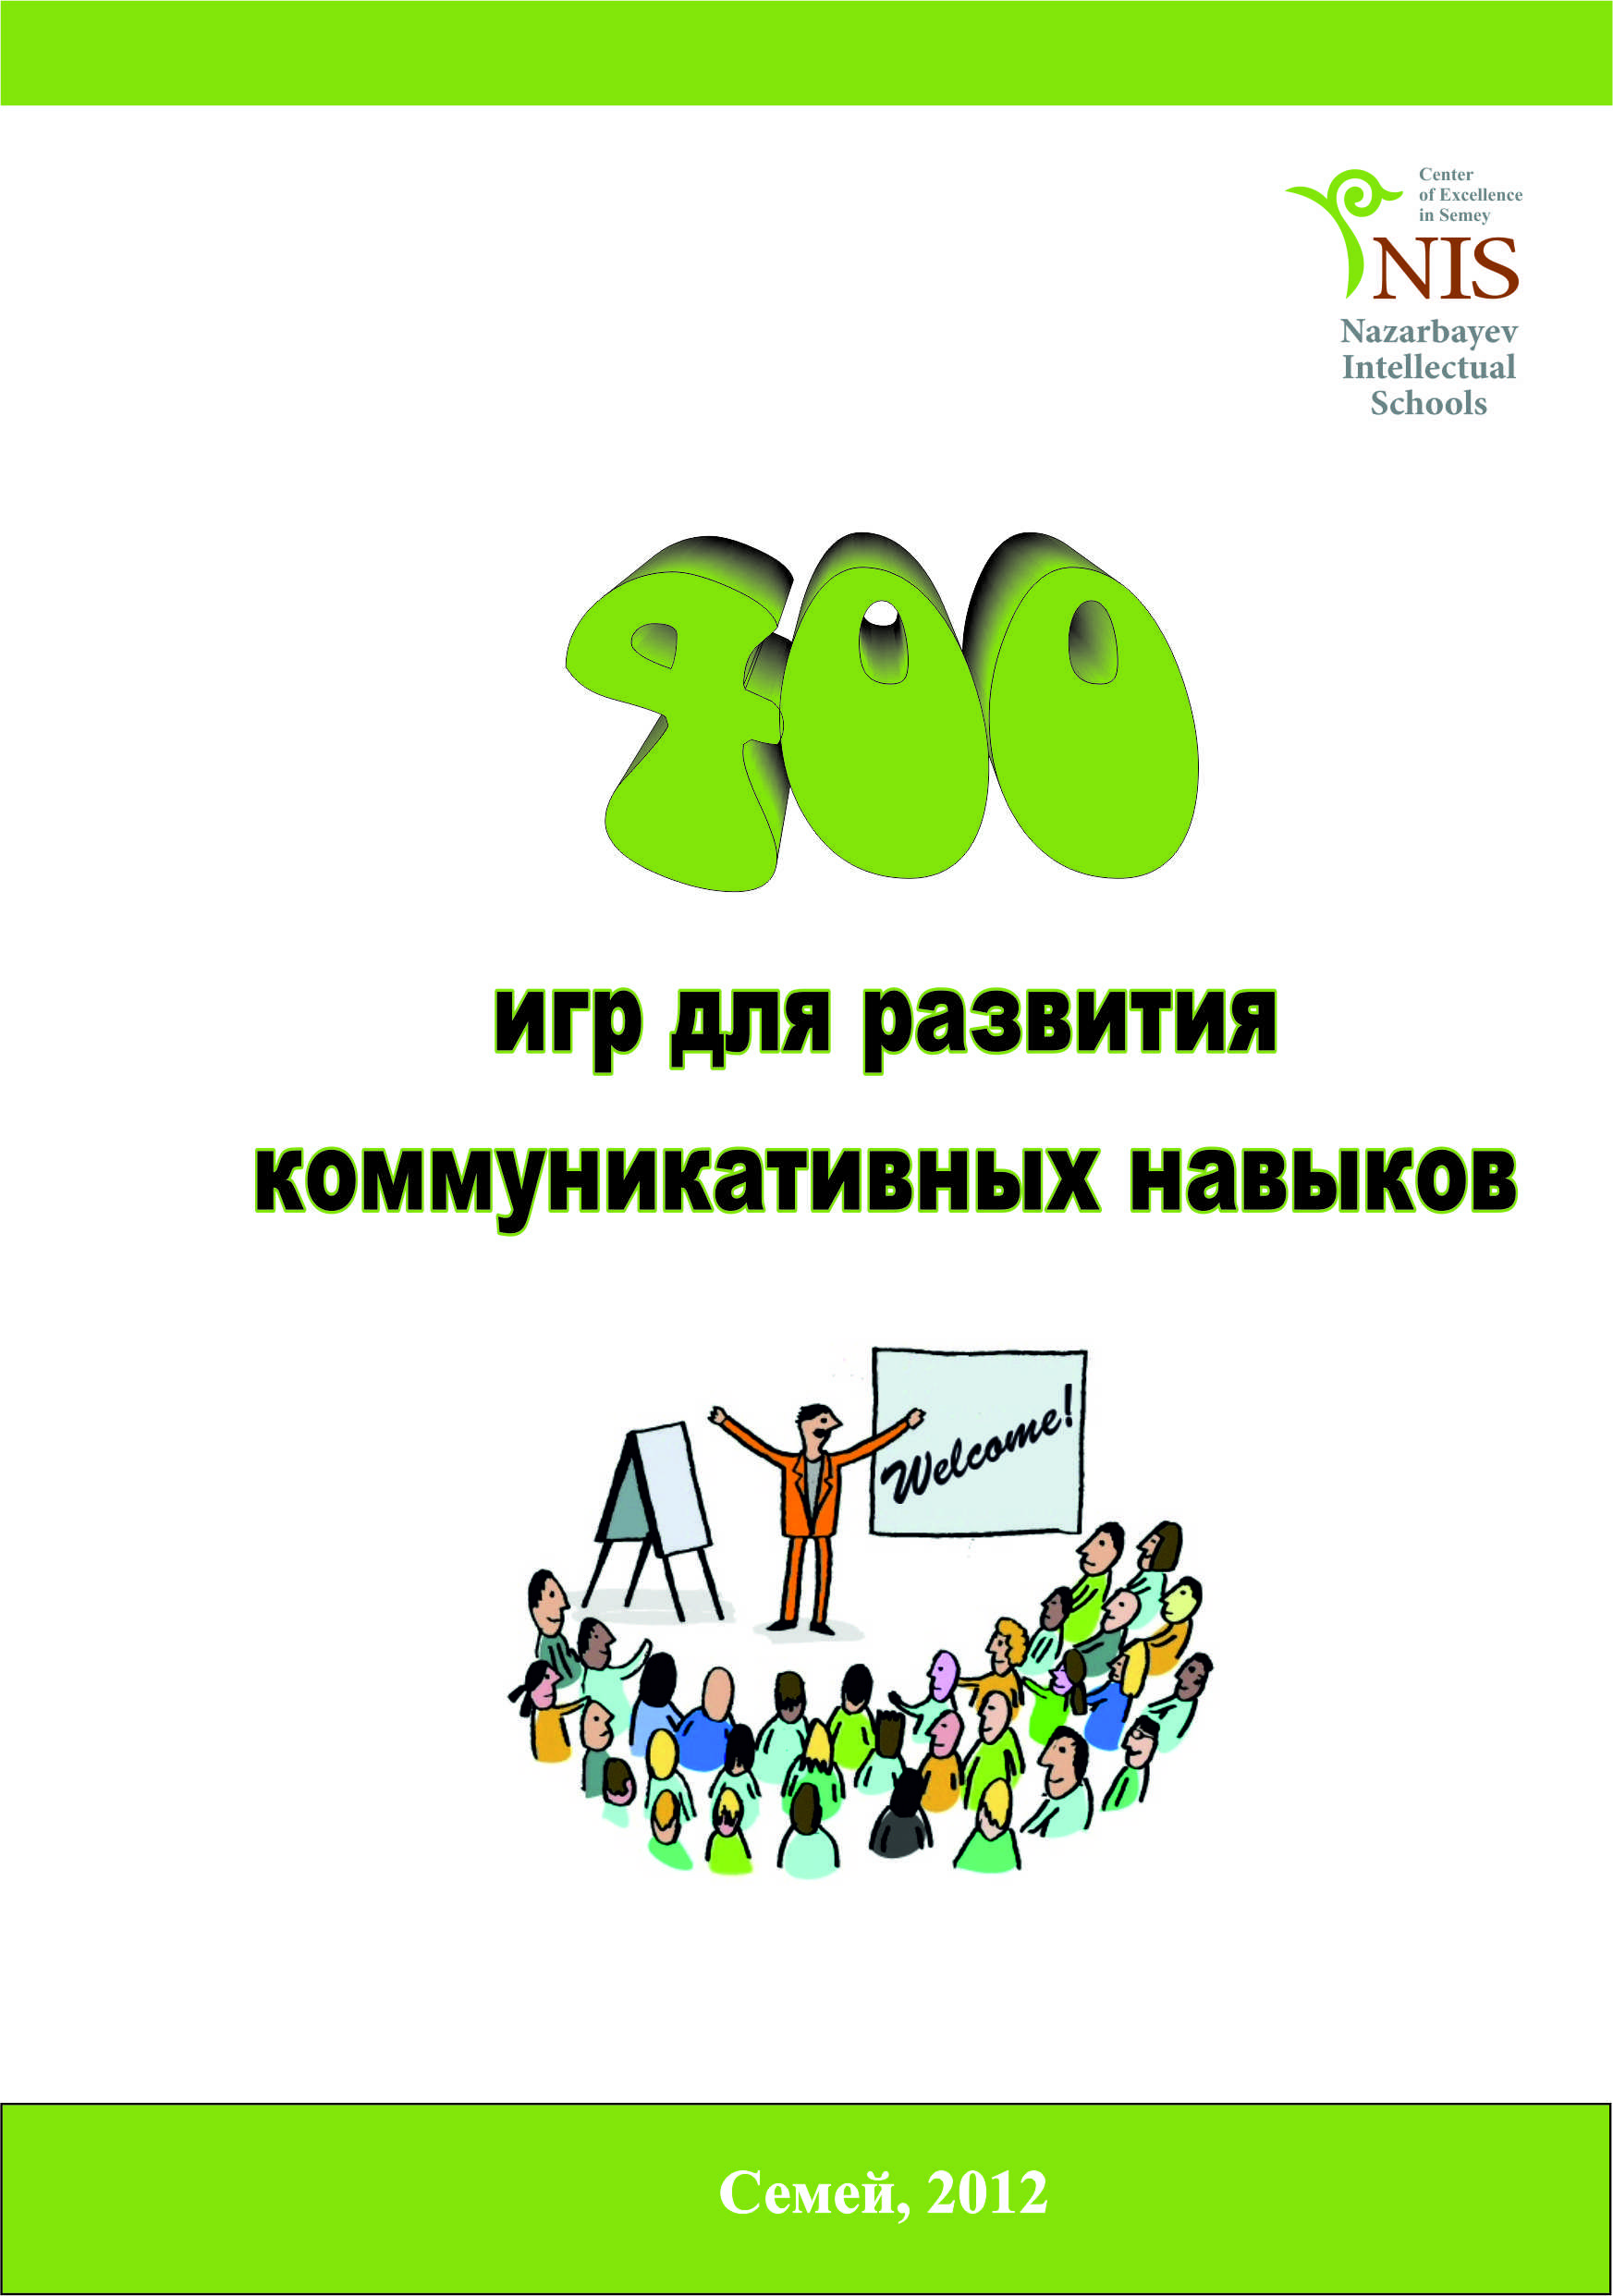 Center
of Excellence
in Semey
NIS
Nazarbayev
Intellectual
Schools
400
игр для развития
коммуникативных навыков
Welcome!
Семей, 2012